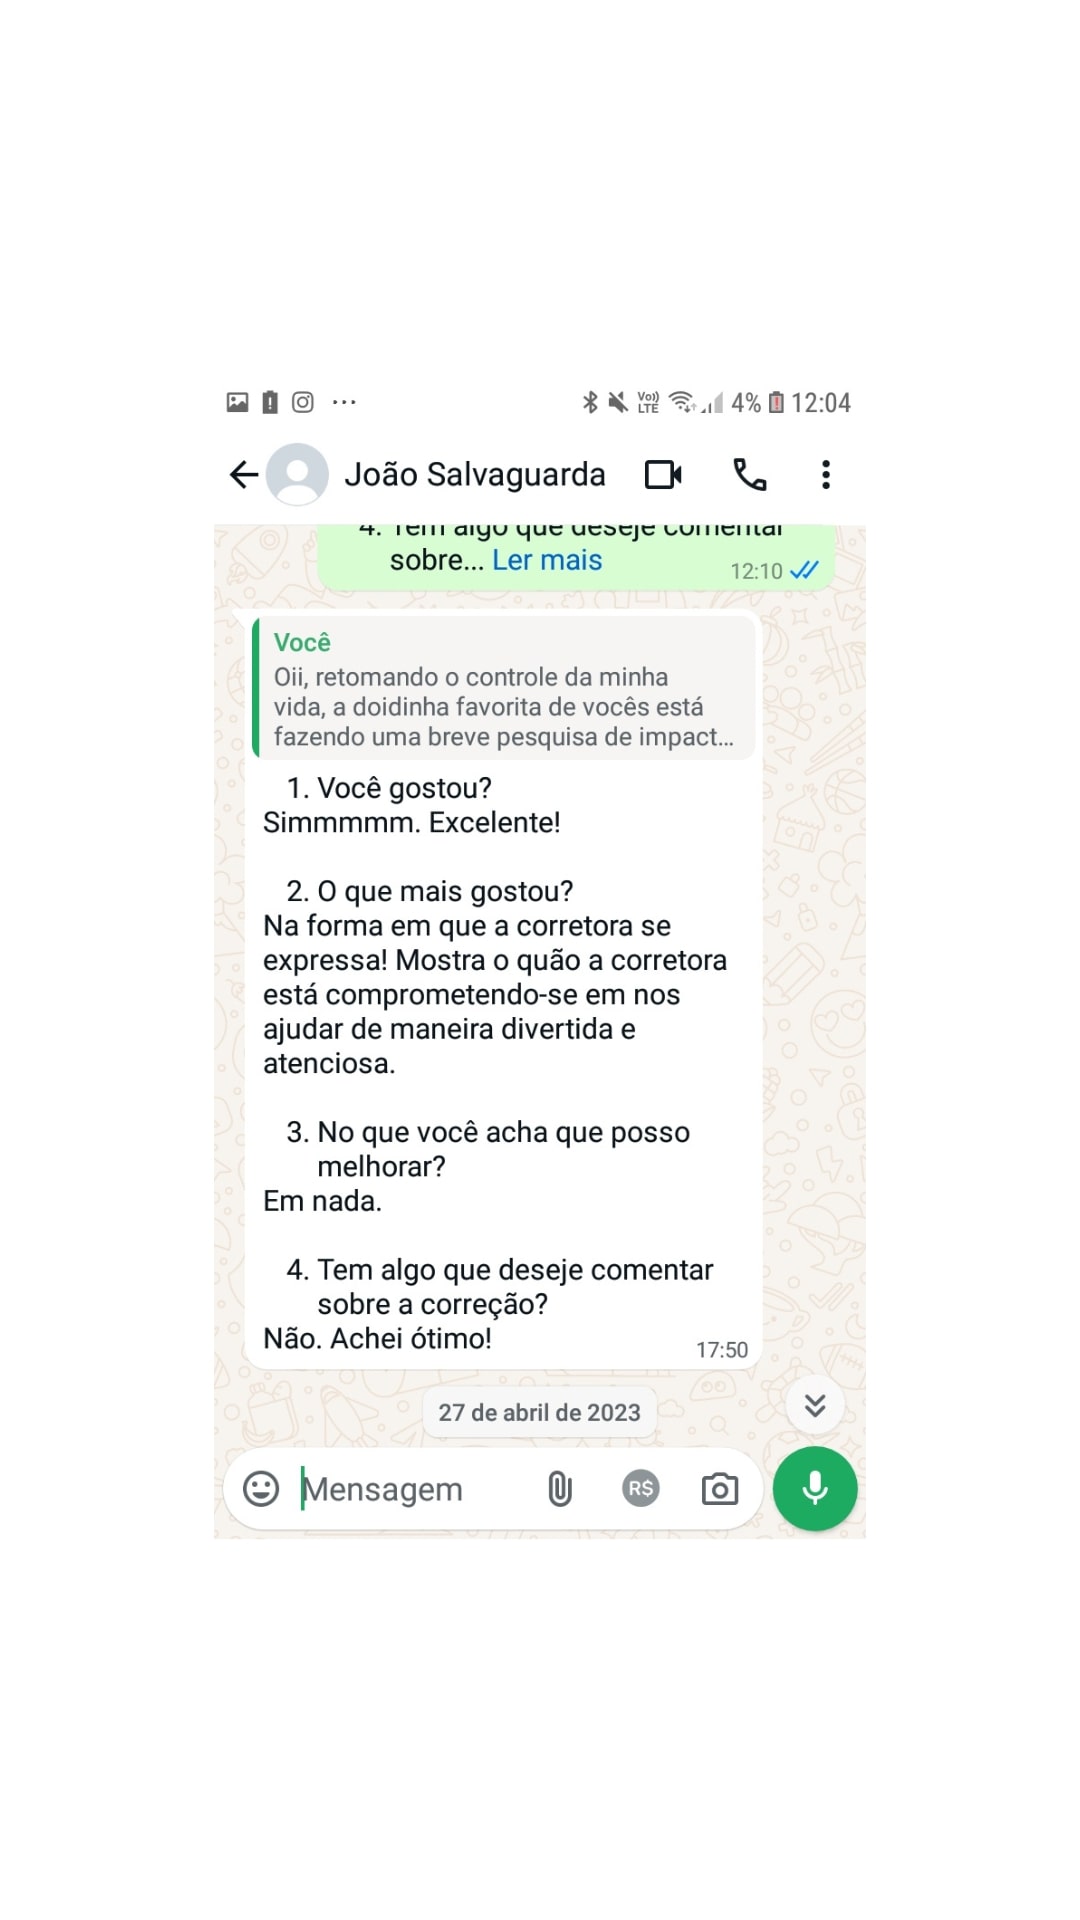 Vo)) LTE 4% 12:04
João Salvaguarda
4. Tem algo que deseje comentar
sobre... Ler mais
12:10
Você
Oii, retomando o controle da minha
vida, a doidinha favorita de vocês está
fazendo uma breve pesquisa de impact...
1. Você gostou?
Simmmmm. Excelente!
2. O que mais gostou?
Na forma em que a corretora se
expressa! Mostra o quão a corretora
está comprometendo-se em nos
ajudar de maneira divertida e
atenciosa.
3. No que você acha que posso
melhorar?
Em nada.
4. Tem algo que deseje comentar
sobre a correção?
Não. Achei ótimo!
17:50
27 de abril de 2023
Mensagem
R$